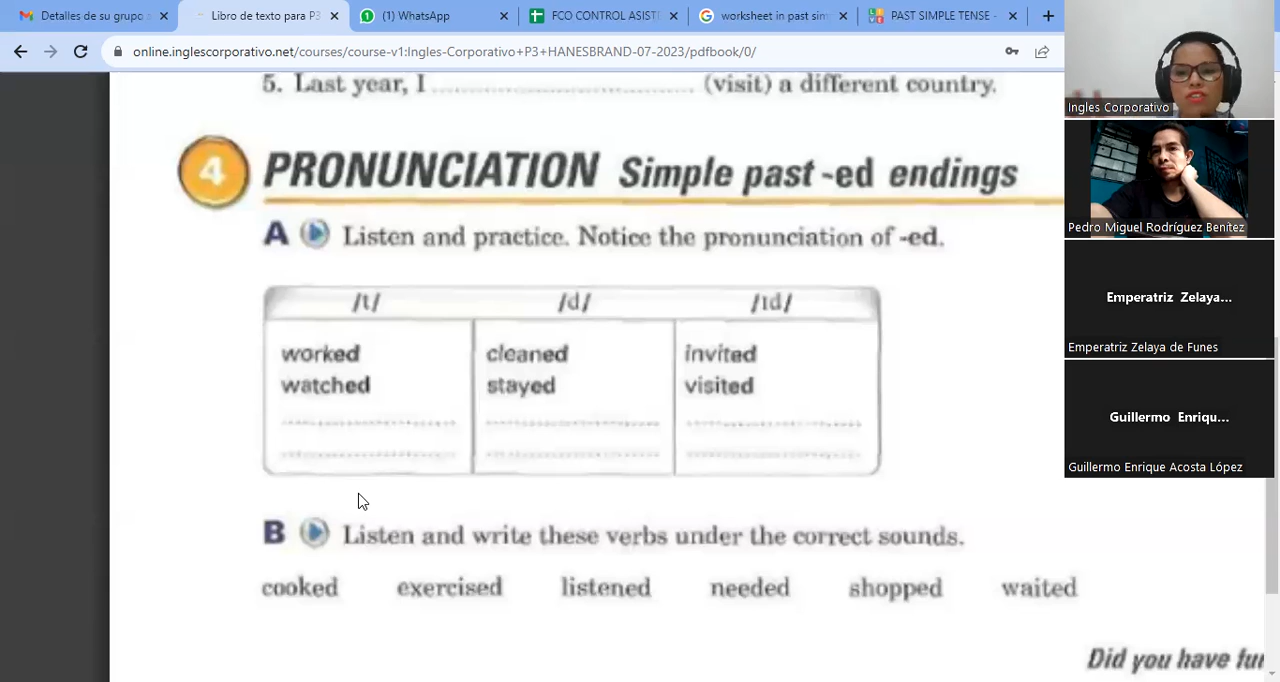 Detalles de su grupo a
Libro de texto para P3
(1) WhatsApp
FCO CONTROL ASIST
worksheet in past sim
PAST SIMPLE TENSE -
online.inglescorporativo.net/courses/course-v1:Ingles-Corporativo+P3+HANESBRAND-07-2023/pdfbook/0/
5. Last year, I .......................................... (visit) a different country.
4 PRONUNCIATION Simple past -ed endings
A Listen and practice. Notice the pronunciation of -ed.
/t/ /d/ /ɪd/
worked cleaned invited
watched stayed visited
B Listen and write these verbs under the correct sounds.
cooked exercised listened needed shopped waited
Did you have fu
Ingles Corporativo
Pedro Miguel Rodríguez Benítez
Emperatriz Zelaya...
Emperatriz Zelaya de Funes
Guillermo Enriqu...
Guillermo Enrique Acosta López